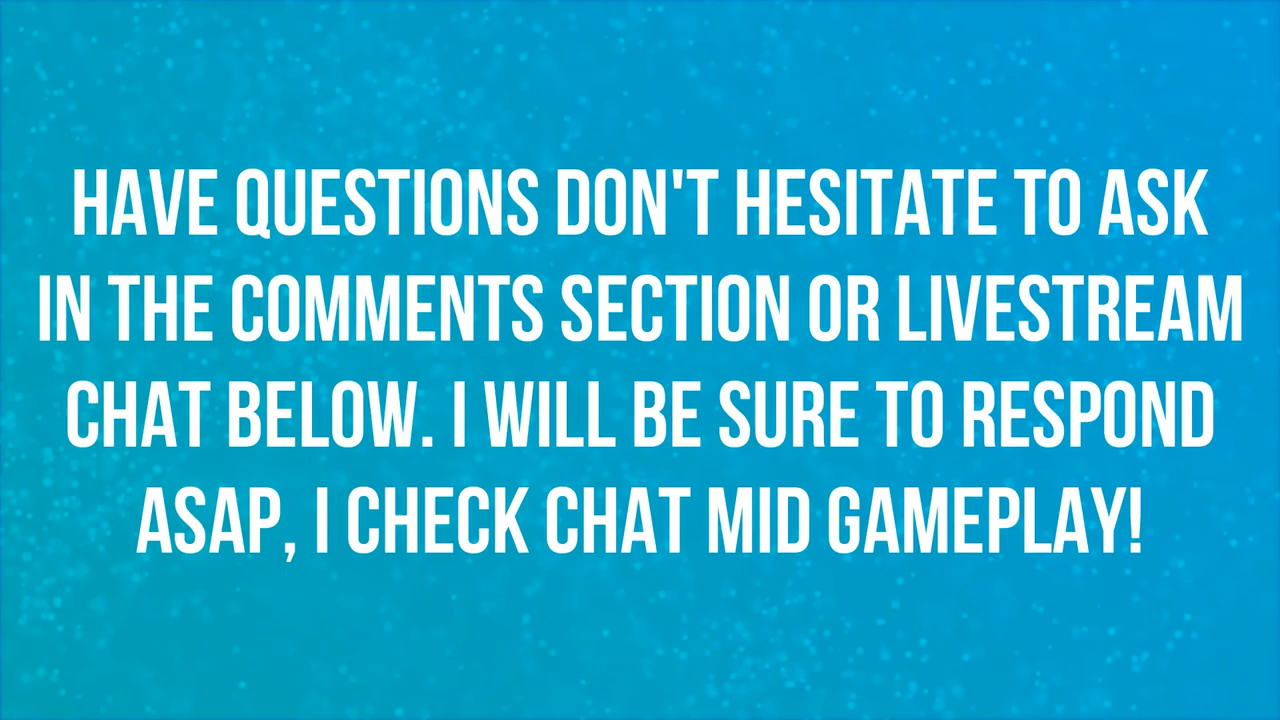 HAVE QUESTIONS DON'T HESITATE TO ASK
IN THE COMMENTS SECTION OR LIVESTREAM
CHAT BELOW. I WILL BE SURE TO RESPOND
ASAP, I CHECK CHAT MID GAMEPLAY!